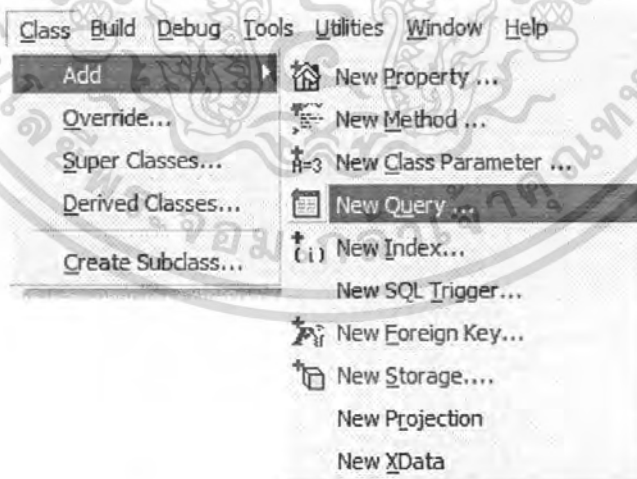 Class Build Debug Tools Utilities Window Help
Add
Override...
Super Classes...
Derived Classes...
Create Subclass...
New Property ...
New Method ...
New Class Parameter ...
New Query ...
New Index...
New SQL Trigger...
New Foreign Key...
New Storage....
New Projection
New XData